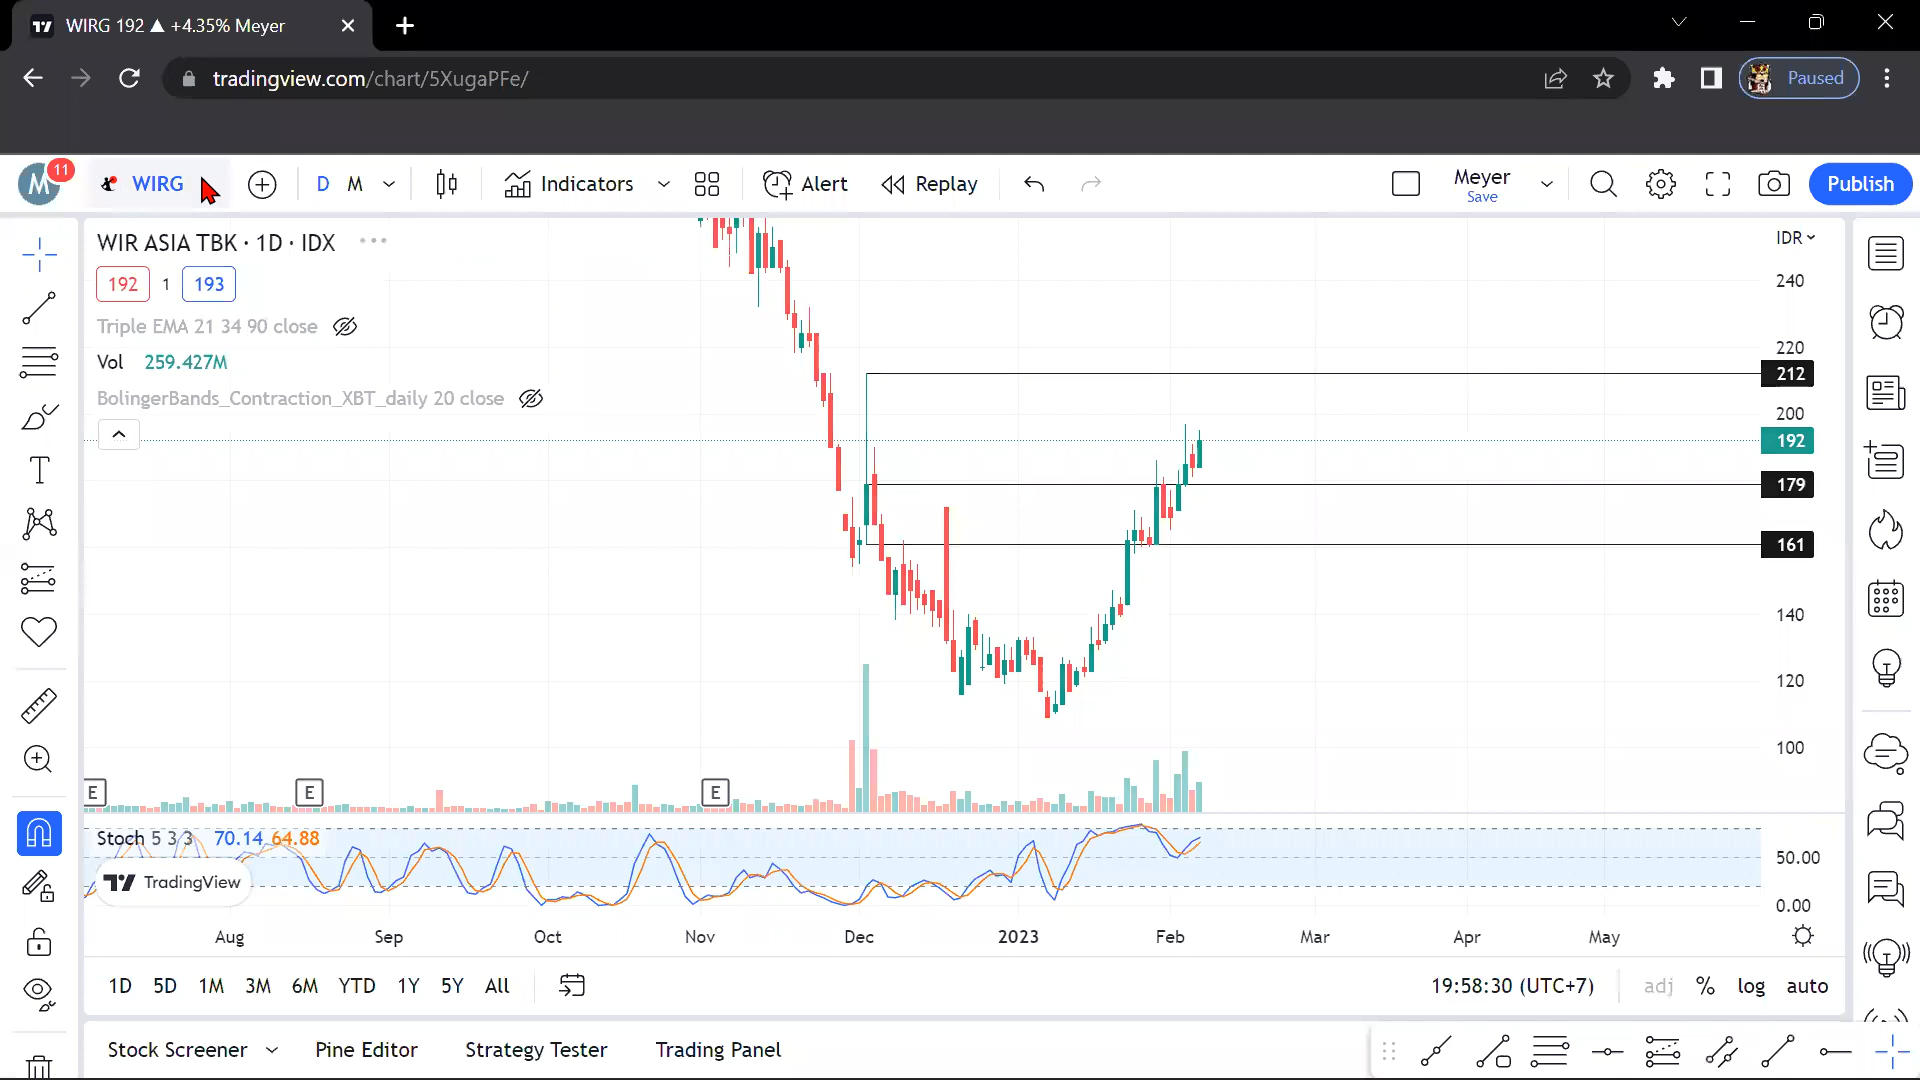 WIRG 192 ▲ +4.35% Meyer
tradingview.com/chart/5XugaPFe/
Paused
M
11
WIRG
D
M
Indicators
Alert
Replay
Meyer
Save
Publish
WIR ASIA TBK · 1D · IDX
IDR
192 1 193
Triple EMA 21 34 90 close
Vol 259.427M
BolingerBands_Contraction_XBT_daily 20 close
240
220
212
200
192
179
161
140
120
100
E
E
E
Stoch 5 3 3 70.14 64.88
TradingView
50.00
0.00
Aug Sep Oct Nov Dec 2023 Feb Mar Apr May
1D 5D 1M 3M 6M YTD 1Y 5Y All
19:58:30 (UTC+7)
adj % log auto
Stock Screener
Pine Editor
Strategy Tester
Trading Panel